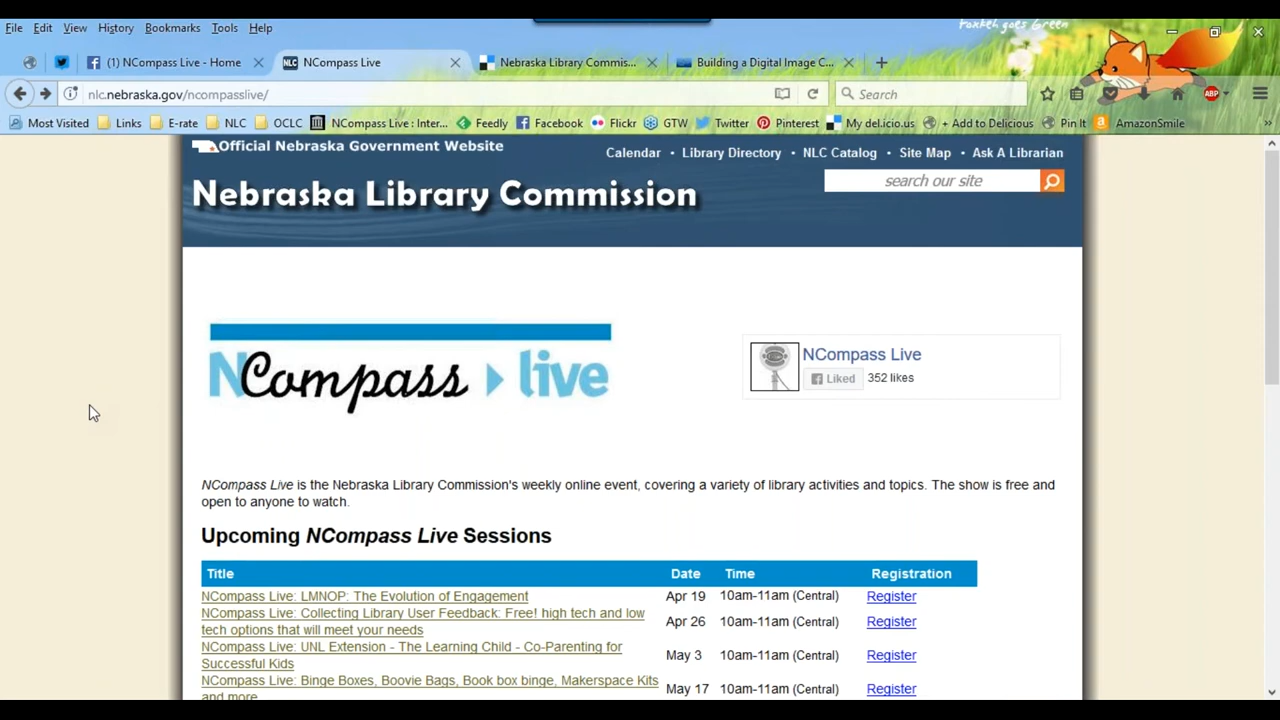 foxkeh goes Green
File Edit View History Bookmarks Tools Help
(1) NCompass Live - Home NLC NCompass Live Nebraska Library Commis... Building a Digital Image C...
nlc.nebraska.gov/ncompasslive/ Search ABP
Most Visited Links E-rate NLC OCLC NCompass Live : Inter... Feedly Facebook Flickr GTW Twitter Pinterest My del.icio.us + Add to Delicious Pin It AmazonSmile
Official Nebraska Government Website
Calendar • Library Directory • NLC Catalog • Site Map • Ask A Librarian
search our site
Nebraska Library Commission
NCompass live
NCompass Live
Liked 352 likes
NCompass Live is the Nebraska Library Commission's weekly online event, covering a variety of library activities and topics. The show is free and
open to anyone to watch.
Upcoming NCompass Live Sessions
Title Date Time Registration
NCompass Live: LMNOP: The Evolution of Engagement Apr 19 10am-11am (Central) Register
NCompass Live: Collecting Library User Feedback: Free! high tech and low
tech options that will meet your needs Apr 26 10am-11am (Central) Register
NCompass Live: UNL Extension - The Learning Child - Co-Parenting for
Successful Kids May 3 10am-11am (Central) Register
NCompass Live: Binge Boxes, Boovie Bags, Book box binge, Makerspace Kits
and more May 17 10am-11am (Central) Register